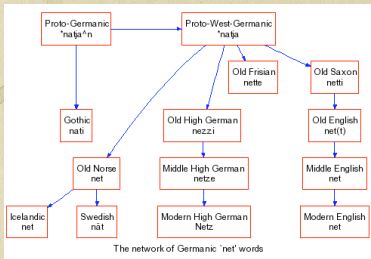 Proto-Germanic
*natja^n
Proto-West-Germanic
*natja
Old Frisian
nette
Old Saxon
netti
Gothic
nati
Old High German
nezzi
Old English
net(t)
Old Norse
net
Middle High German
netze
Middle English
net
Icelandic
net
Swedish
nät
Modern High German
Netz
Modern English
net
The network of Germanic `net' words